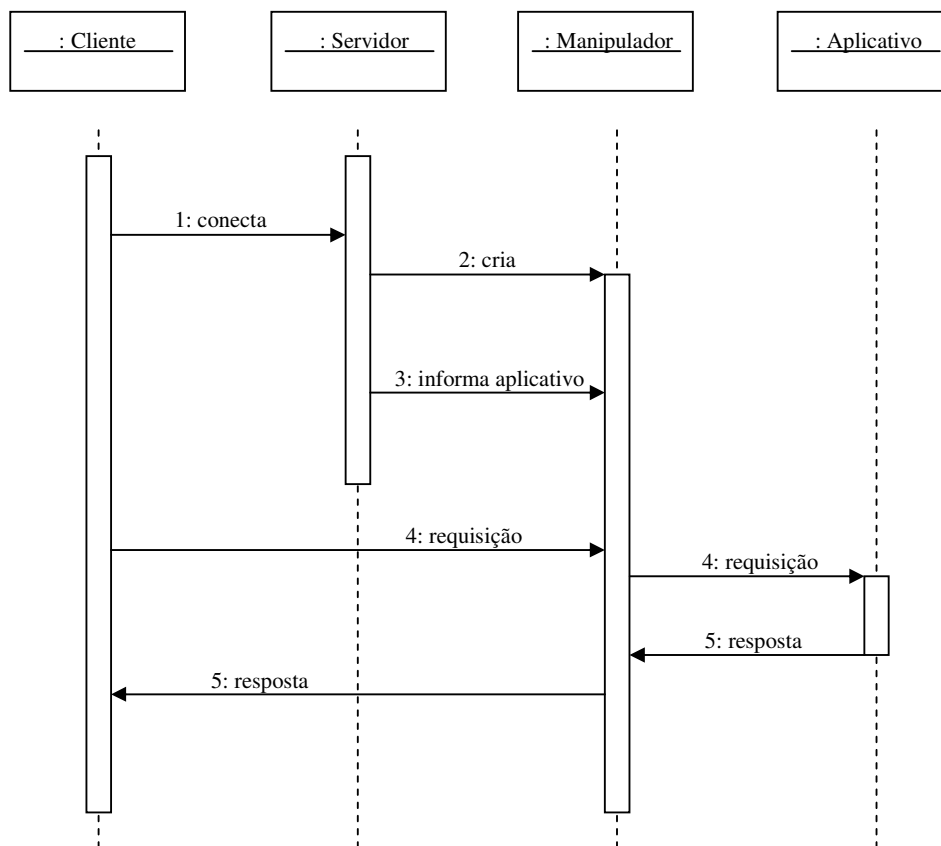 : Cliente
: Servidor
: Manipulador
: Aplicativo
1: conecta
2: cria
3: informa aplicativo
4: requisição
4: requisição
5: resposta
5: resposta